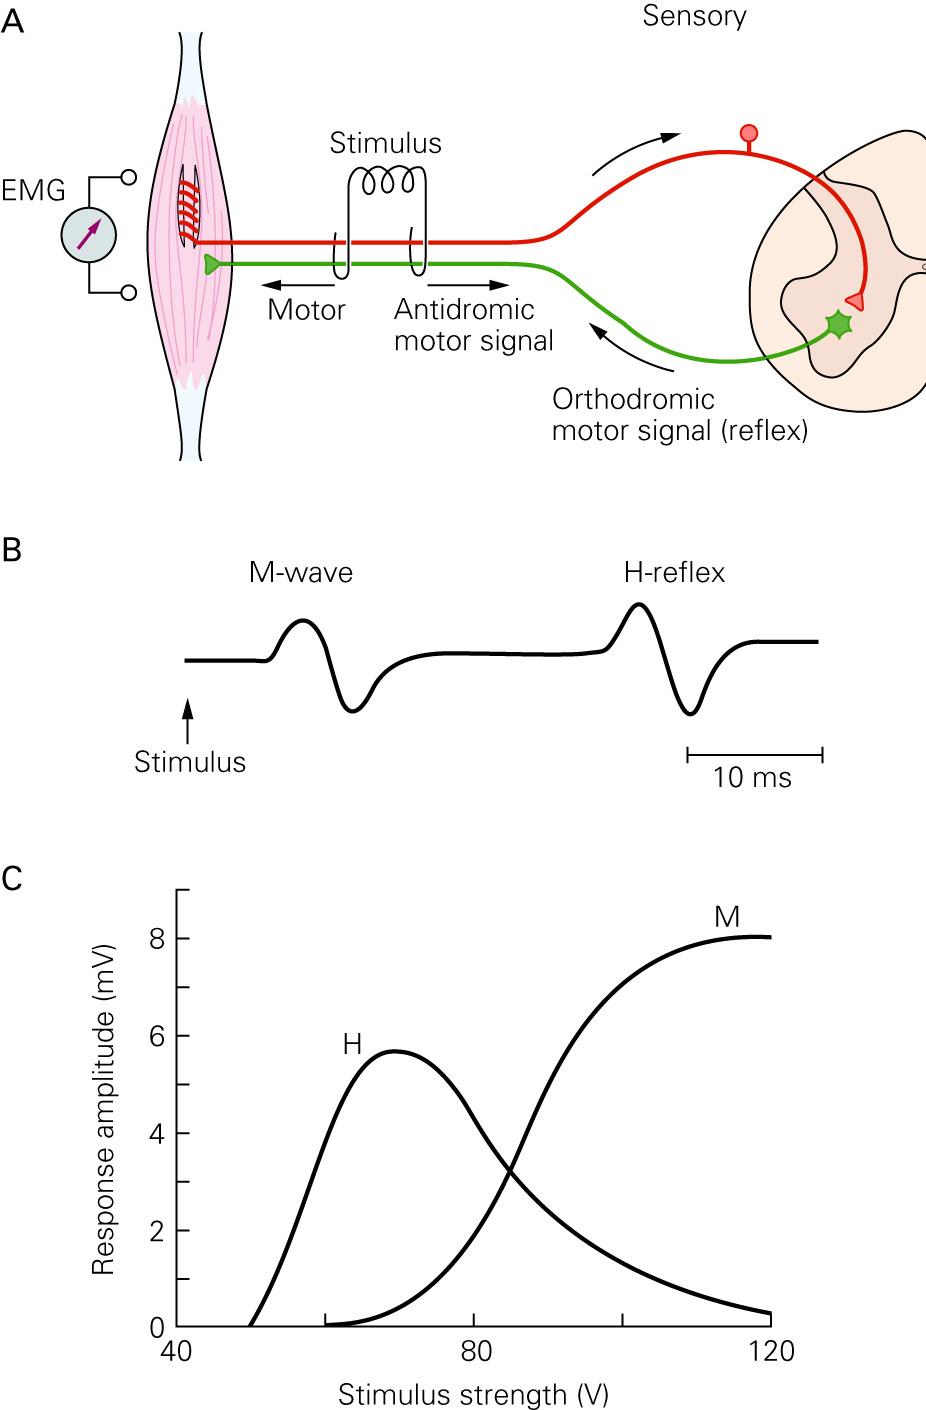 A
Sensory
Stimulus
EMG
Motor
Antidromic
motor signal
Orthodromic
motor signal (reflex)
B
M-wave
H-reflex
Stimulus
10 ms
C
M
8
H
6
4
2
0
Response amplitude (mV)
40
80
120
Stimulus strength (V)